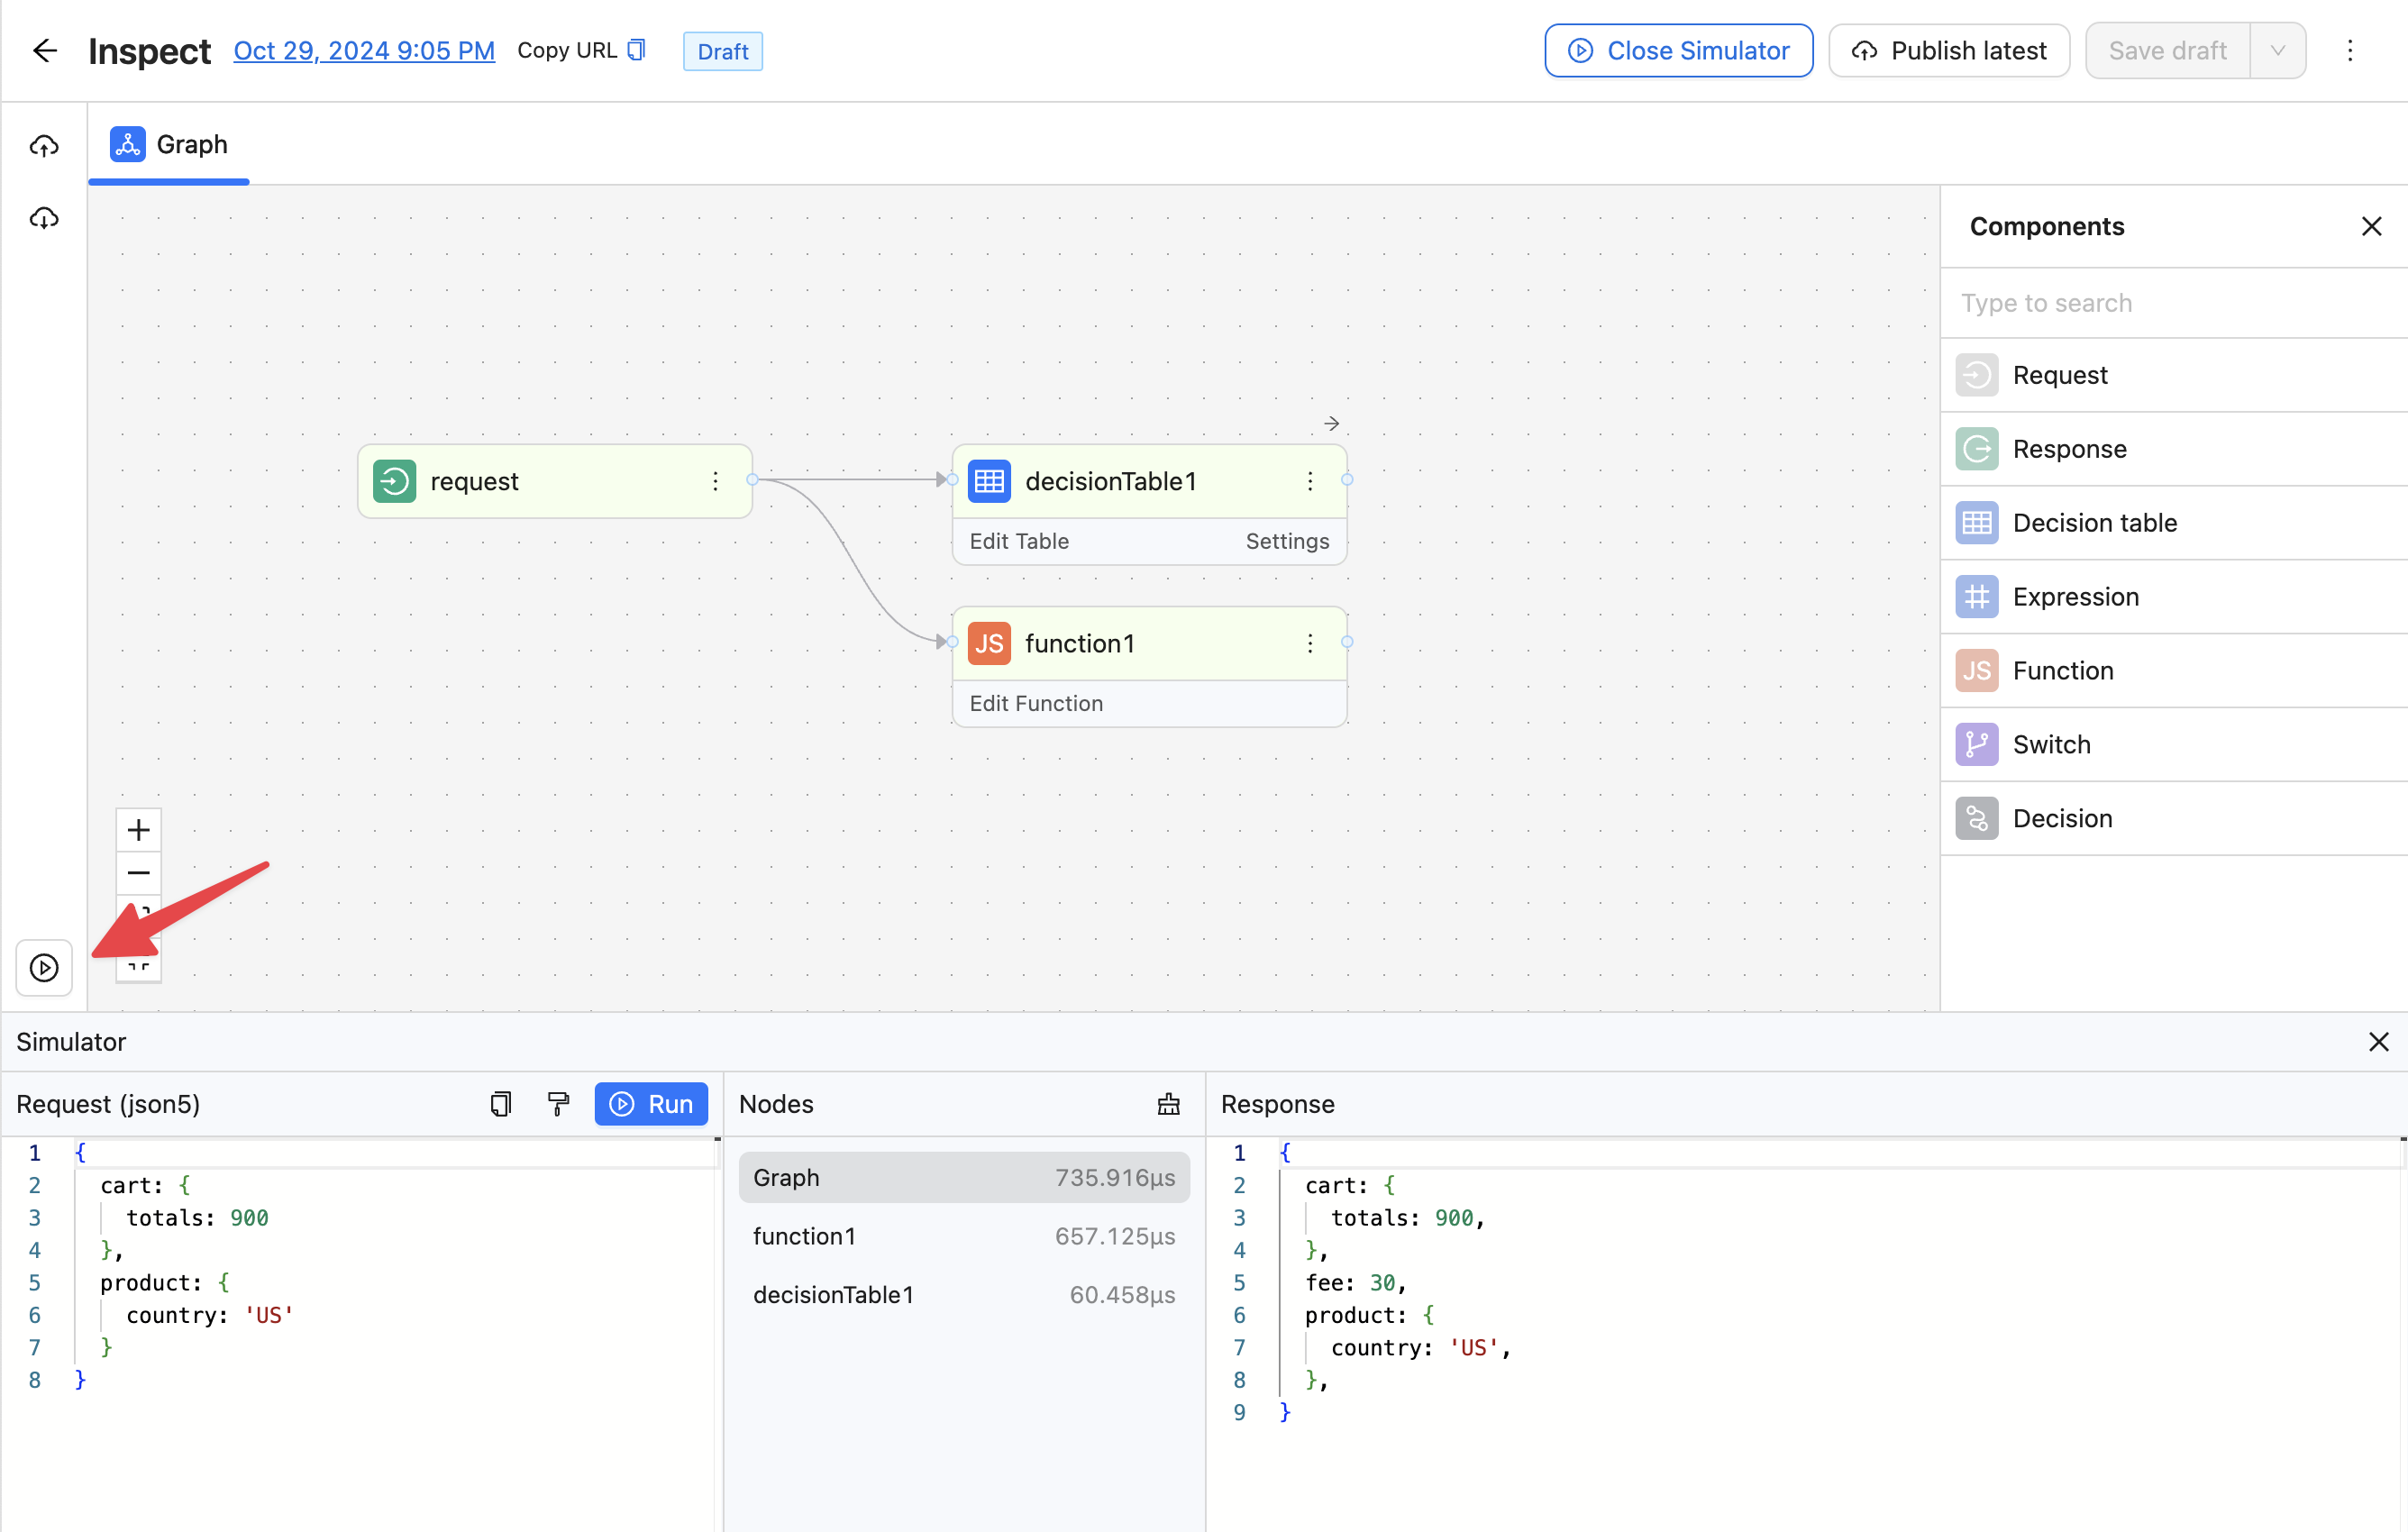 Inspect Oct 29, 2024 9:05 PM Copy URL Draft Close Simulator Publish latest Save draft
Graph
Components
Type to search
Request
Response
Decision table
Expression
JS Function
Switch
Decision
request
decisionTable1
Edit Table Settings
JS function1
Edit Function
Simulator
Request (json5) Run
1 {
2 cart: {
3 totals: 900
4 },
5 product: {
6 country: 'US'
7 }
8 }
Nodes
Graph 735.916µs
function1 657.125µs
decisionTable1 60.458µs
Response
1 {
2 cart: {
3 totals: 900,
4 },
5 fee: 30,
6 product: {
7 country: 'US',
8 },
9 }